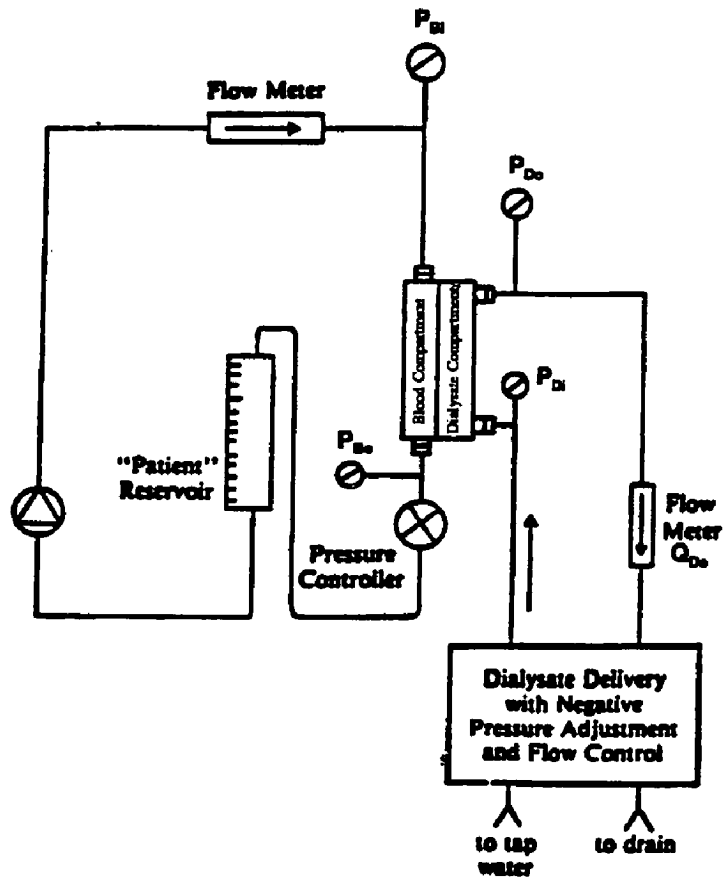 P_Bi
Flow Meter
P_Do
Blood Compartment
Dialysate Compartment
P_Di
P_Bo
"Patient"
Reservoir
Pressure
Controller
Flow
Meter
Q_Do
Dialysate Delivery
with Negative
Pressure Adjustment
and Flow Control
to tap
water
to drain